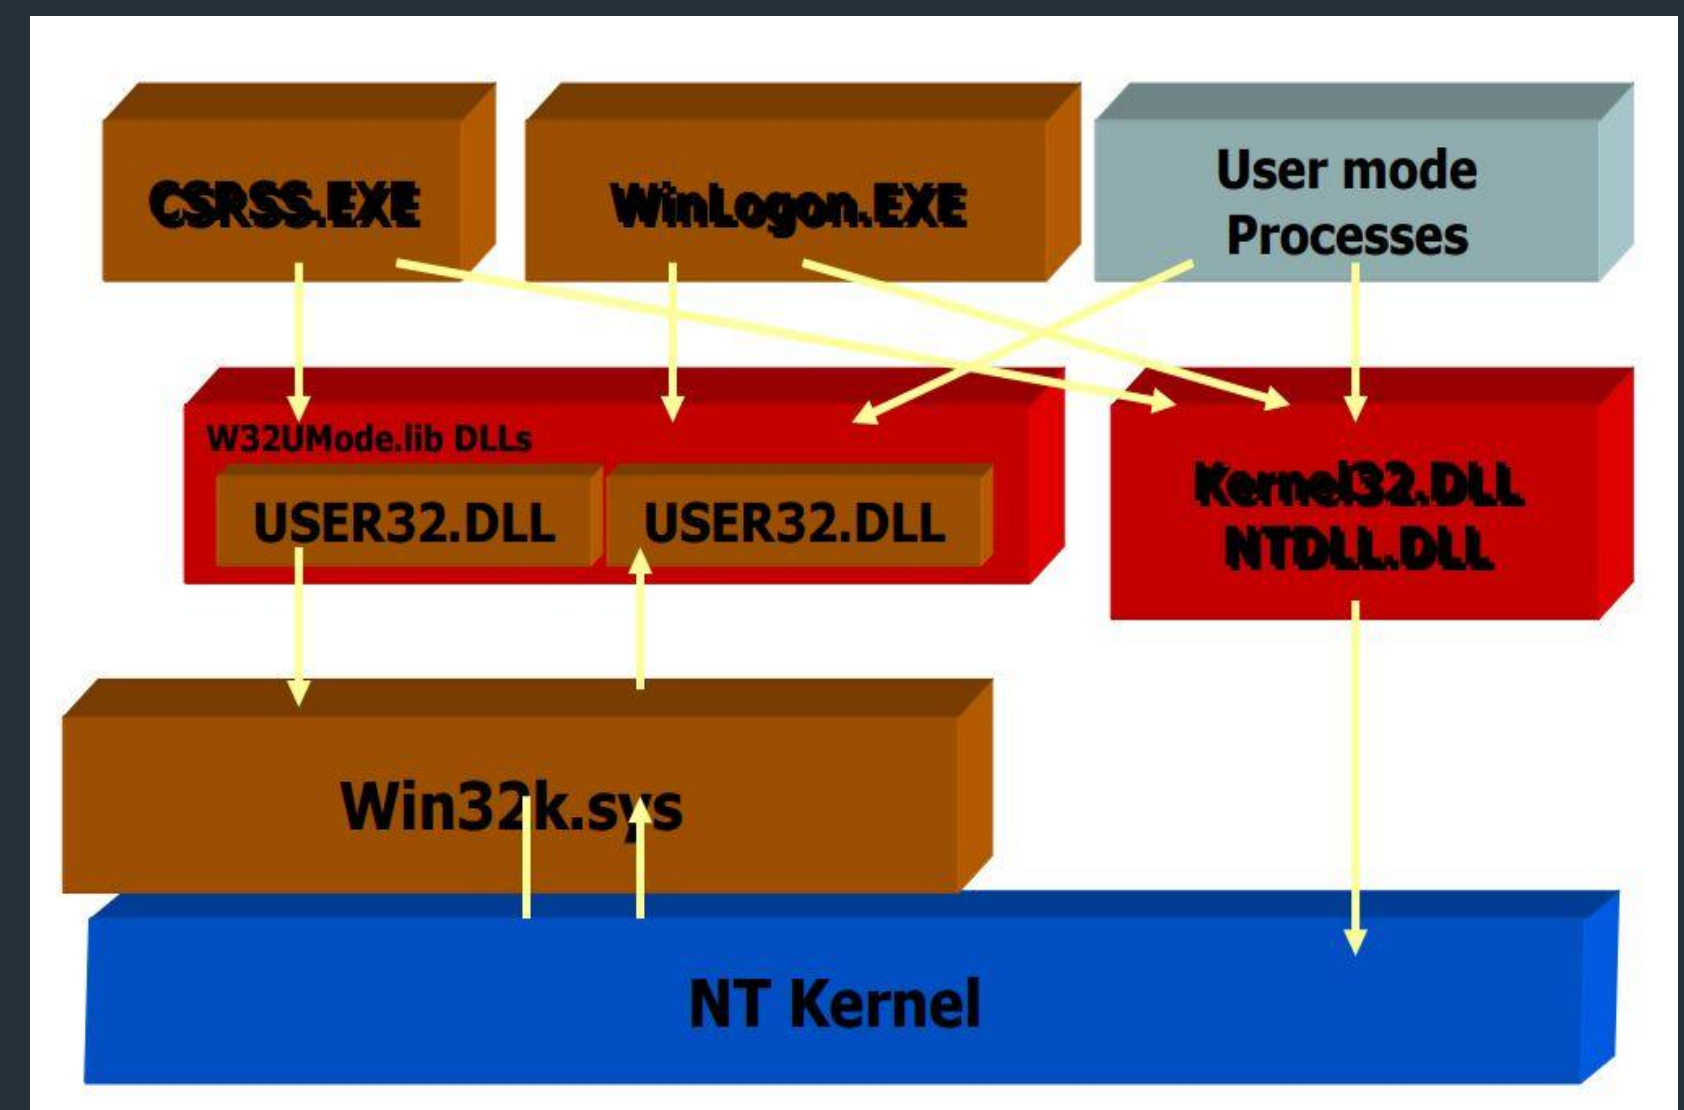 CSRSS.EXE
WinLogon.EXE
User mode
Processes
W32UMode.lib DLLs
USER32.DLL
USER32.DLL
Kernel32.DLL
NTDLL.DLL
Win32k.sys
NT Kernel